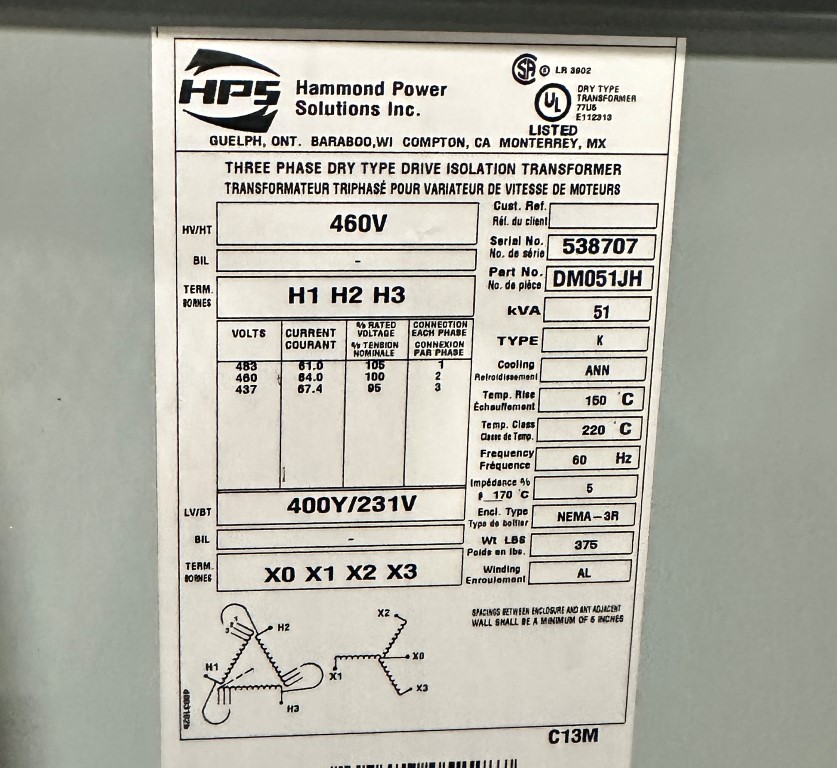 HPS
Hammond Power
Solutions Inc.
LR 3902
DRY TYPE
TRANSFORMER
77U6
E112313
UL
LISTED
GUELPH, ONT. BARABOO,WI COMPTON, CA MONTERREY, MX
THREE PHASE DRY TYPE DRIVE ISOLATION TRANSFORMER
TRANSFORMATEUR TRIPHASÉ POUR VARIATEUR DE VITESSE DE MOTEURS
HV/HT 460V
BIL -
TERM. BORNES H1 H2 H3
VOLTS CURRENT COURANT % RATED VOLTAGE % TENSION NOMINALE CONNECTION EACH PHASE CONNEXION PAR PHASE
483 61.0 105 1
460 64.0 100 2
437 67.4 95 3
LV/BT 400Y/231V
BIL -
TERM. BORNES X0 X1 X2 X3
Cust. Ref.
Réf. du client
Serial No.
No. de série 538707
Part No.
No. de pièce DM051JH
kVA 51
TYPE K
Cooling
Refroidissement ANN
Temp. Rise
Échauffement 150 °C
Temp. Class
Classe de Temp. 220 °C
Frequency
Fréquence 60 Hz
Impédance %
170 °C 5
Encl. Type
Type de boîtier NEMA-3R
Wt LBS
Poids en lbs. 375
Winding
Enroulement AL
SPACINGS BETWEEN ENCLOSURE AND ANY ADJACENT
WALL SHALL BE A MINIMUM OF 6 INCHES
H2
H1
H3
3 2 1
X2
X0
X1
X3
C13M